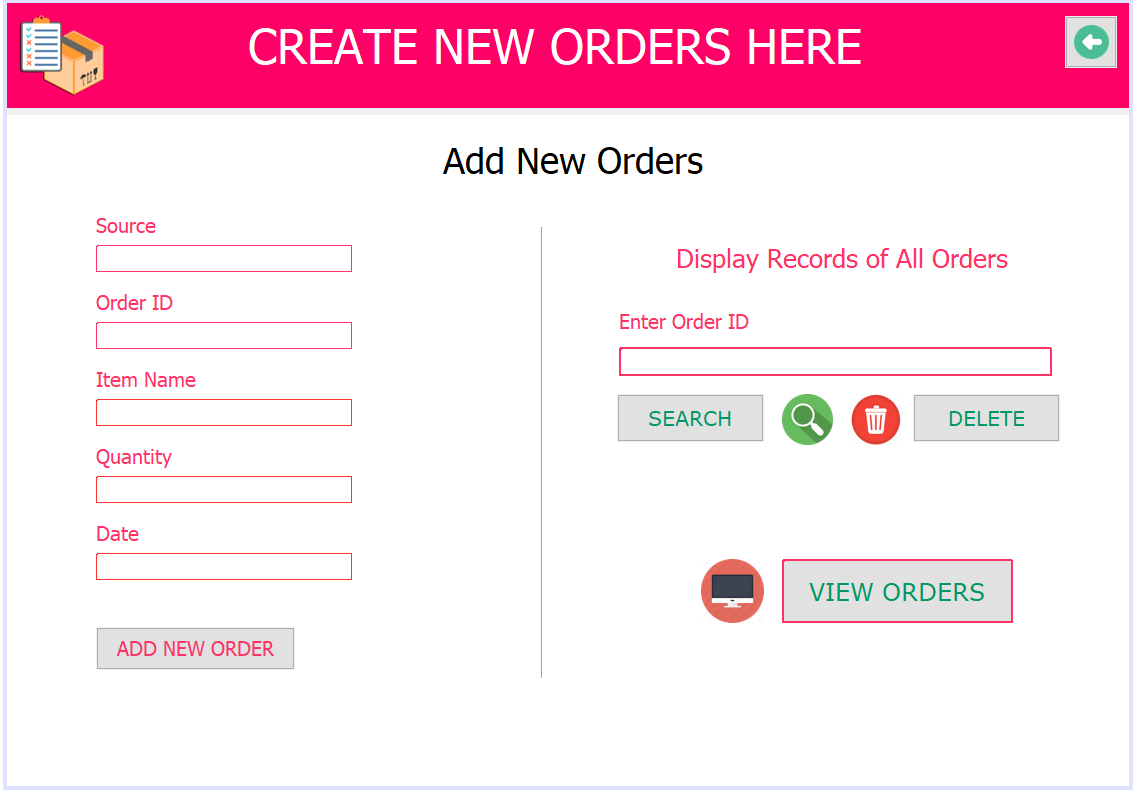 CREATE NEW ORDERS HERE
Add New Orders
Source
Order ID
Item Name
Quantity
Date
ADD NEW ORDER
Display Records of All Orders
Enter Order ID
SEARCH
DELETE
VIEW ORDERS